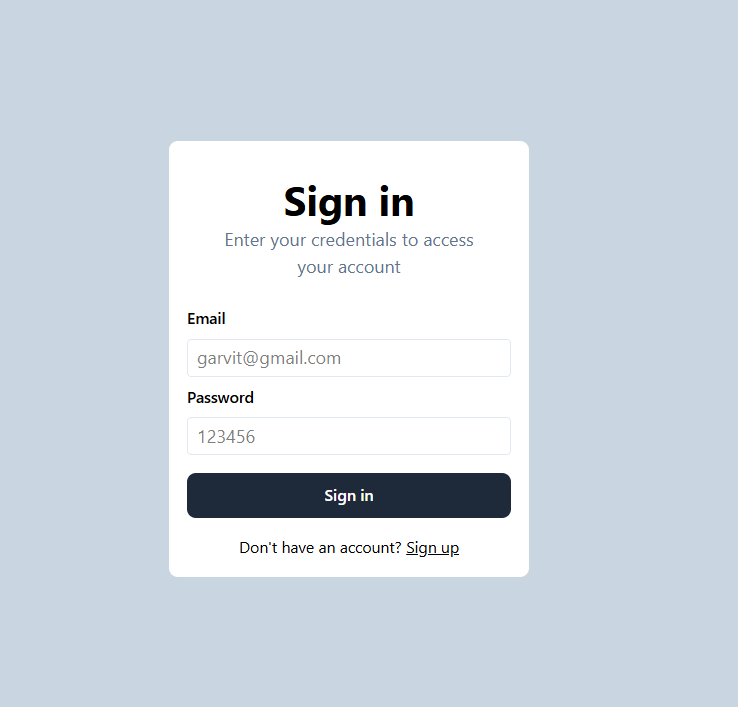 Sign in
Enter your credentials to access
your account
Email
garvit@gmail.com
Password
123456
Sign in
Don't have an account? Sign up